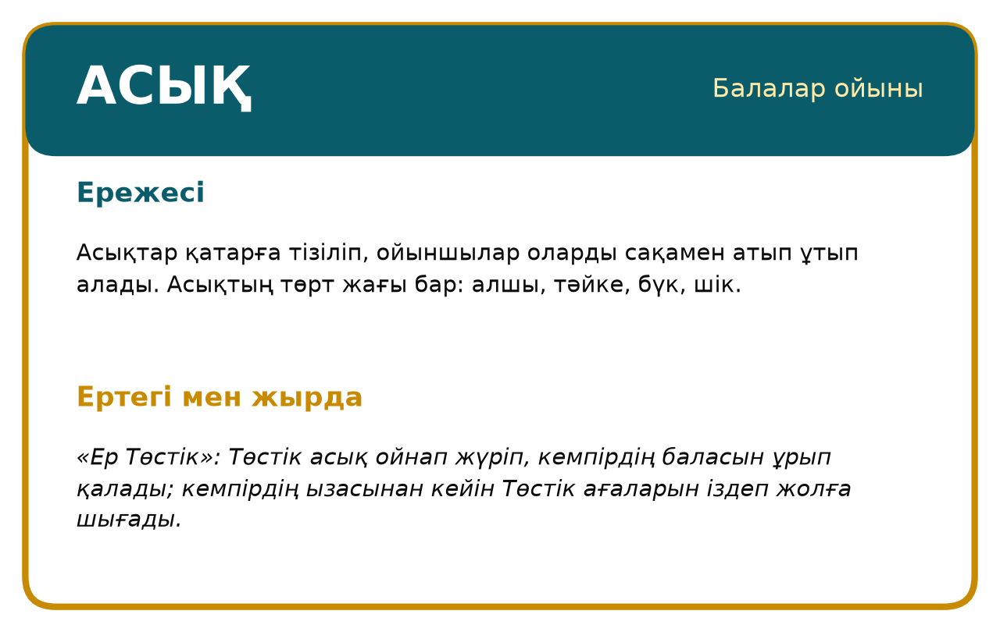 АСЫҚ
Балалар ойыны
Ережесі
Асықтар қатарға тізіліп, ойыншылар оларды сақамен атып ұтып
алады. Асықтың төрт жағы бар: алшы, тәйке, бүк, шік.
Ертегі мен жырда
«Ер Төстік»: Төстік асық ойнап жүріп, кемпірдің баласын ұрып
қалады; кемпірдің ызасынан кейін Төстік ағаларын іздеп жолға
шығады.